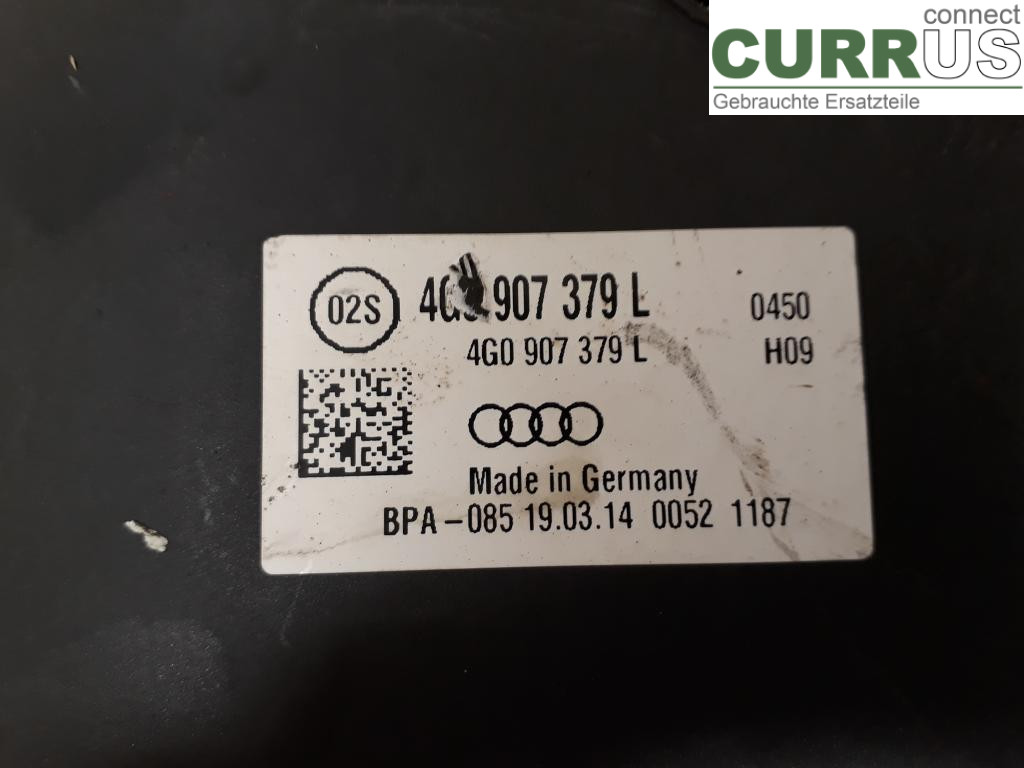 connect
CURRUS
Gebrauchte Ersatzteile
02S 907 379 L 0450
4G0 907 379 L H09
Made in Germany
BPA-085 19.03.14 0052 1187